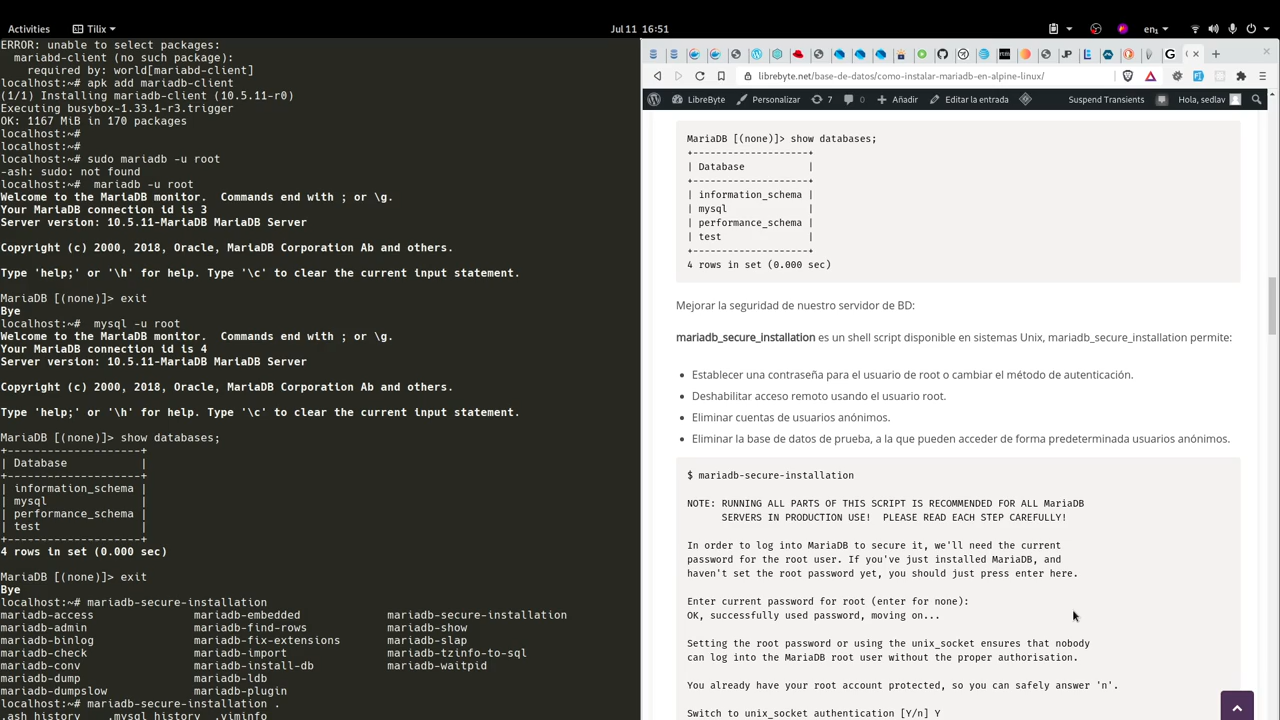 Activities
Tilix
Jul 11 16:51
en₁
ERROR: unable to select packages:
mariabd-client (no such package):
required by: world[mariabd-client]
localhost:~# apk add mariadb-client
(1/1) Installing mariadb-client (10.5.11-r0)
Executing busybox-1.33.1-r3.trigger
OK: 1167 MiB in 170 packages
localhost:~#
localhost:~#
localhost:~# sudo mariadb -u root
-ash: sudo: not found
localhost:~#  mariadb -u root
Welcome to the MariaDB monitor.  Commands end with ; or \g.
Your MariaDB connection id is 3
Server version: 10.5.11-MariaDB MariaDB Server
Copyright (c) 2000, 2018, Oracle, MariaDB Corporation Ab and others.
Type 'help;' or '\h' for help. Type '\c' to clear the current input statement.
MariaDB [(none)]> exit
Bye
localhost:~#  mysql -u root
Welcome to the MariaDB monitor.  Commands end with ; or \g.
Your MariaDB connection id is 4
Server version: 10.5.11-MariaDB MariaDB Server
Copyright (c) 2000, 2018, Oracle, MariaDB Corporation Ab and others.
Type 'help;' or '\h' for help. Type '\c' to clear the current input statement.
MariaDB [(none)]> show databases;
+--------------------+
| Database           |
+--------------------+
| information_schema |
| mysql              |
| performance_schema |
| test               |
+--------------------+
4 rows in set (0.000 sec)
MariaDB [(none)]> exit
Bye
localhost:~# mariadb-secure-installation
mariadb-access mariadb-embedded mariadb-secure-installation
mariadb-admin mariadb-find-rows mariadb-show
mariadb-binlog mariadb-fix-extensions mariadb-slap
mariadb-check mariadb-import mariadb-tzinfo-to-sql
mariadb-conv mariadb-install-db mariadb-waitpid
mariadb-dump mariadb-ldb
mariadb-dumpslow mariadb-plugin
localhost:~# mariadb-secure-installation .
.ash_history .mysql_history .viminfo
librebyte.net/base-de-datos/como-instalar-mariadb-en-alpine-linux/
LibreByte Personalizar 7 0 Añadir Editar la entrada Suspend Transients Hola, sedlav
MariaDB [(none)]> show databases;
+--------------------+
| Database           |
+--------------------+
| information_schema |
| mysql              |
| performance_schema |
| test               |
+--------------------+
4 rows in set (0.000 sec)
Mejorar la seguridad de nuestro servidor de BD:
mariadb_secure_installation es un shell script disponible en sistemas Unix, mariadb_secure_installation permite:
• Establecer una contraseña para el usuario de root o cambiar el método de autenticación.
• Deshabilitar acceso remoto usando el usuario root.
• Eliminar cuentas de usuarios anónimos.
• Eliminar la base de datos de prueba, a la que pueden acceder de forma predeterminada usuarios anónimos.
$ mariadb-secure-installation
NOTE: RUNNING ALL PARTS OF THIS SCRIPT IS RECOMMENDED FOR ALL MariaDB
SERVERS IN PRODUCTION USE!  PLEASE READ EACH STEP CAREFULLY!
In order to log into MariaDB to secure it, we'll need the current
password for the root user. If you've just installed MariaDB, and
haven't set the root password yet, you should just press enter here.
Enter current password for root (enter for none):
OK, successfully used password, moving on...
Setting the root password or using the unix_socket ensures that nobody
can log into the MariaDB root user without the proper authorisation.
You already have your root account protected, so you can safely answer 'n'.
Switch to unix_socket authentication [Y/n] Y